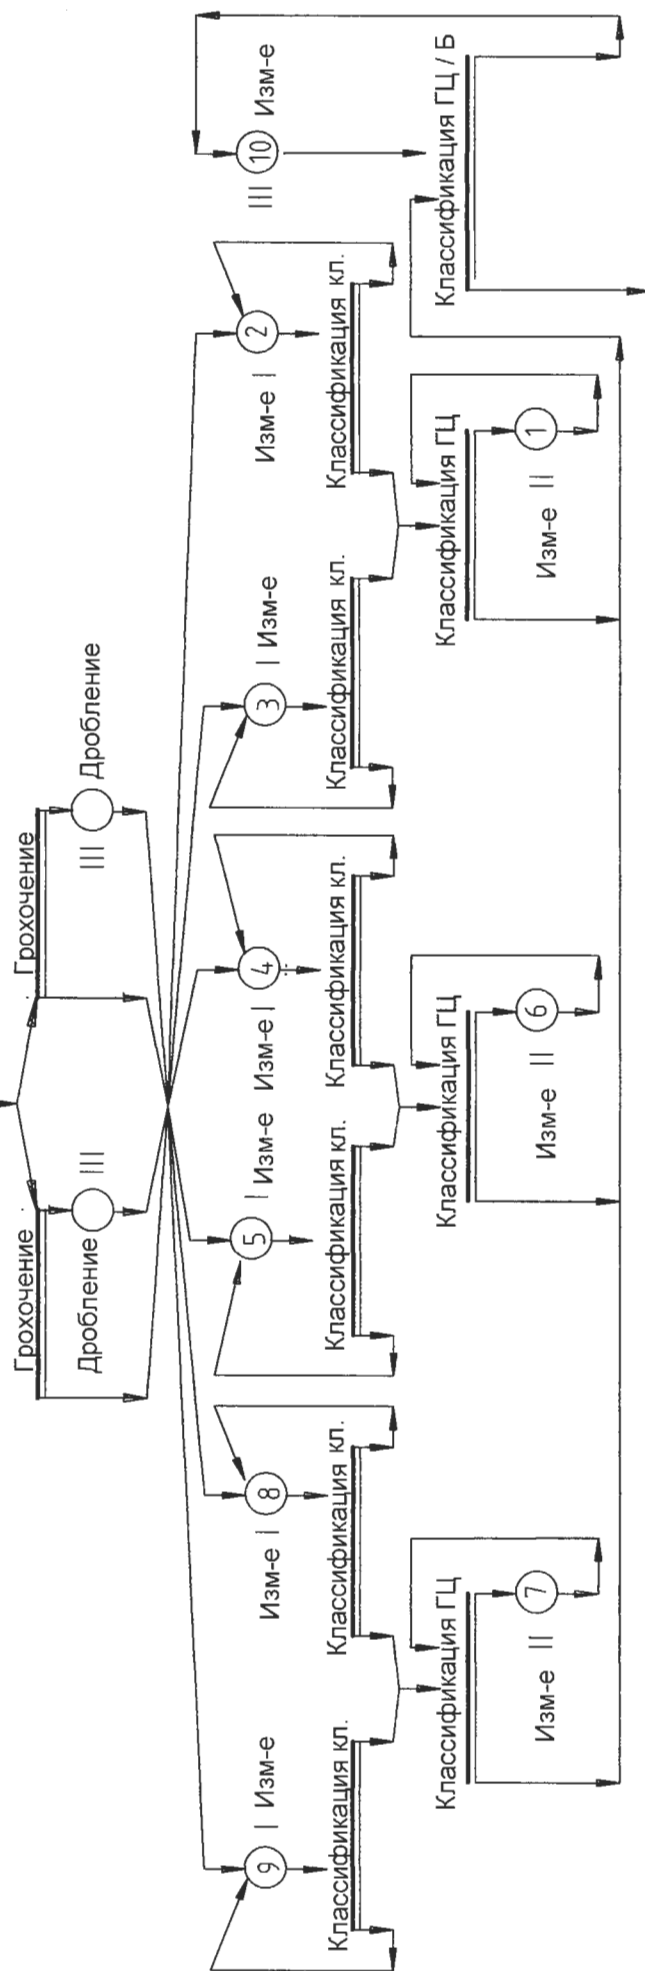 Грохочение
Грохочение
Дробление
III
III
Дробление
9
I Изм-е
Изм-е I
8
5
I Изм-е
Изм-е I
4
3
I Изм-е
Изм-е I
2
III
10
Изм-е
Классификация кл.
Классификация кл.
Классификация кл.
Классификация кл.
Классификация кл.
Классификация кл.
Классификация ГЦ
Классификация ГЦ
Классификация ГЦ
Классификация ГЦ / Б
Изм-е II
7
Изм-е II
6
Изм-е II
1